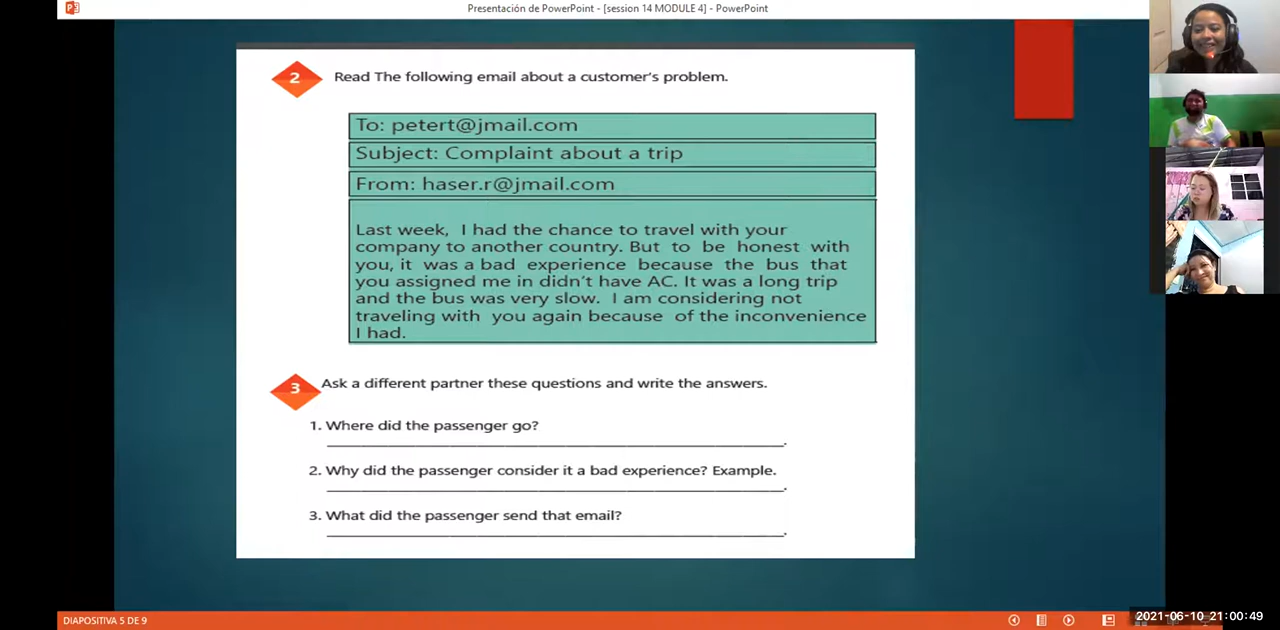 Presentación de PowerPoint - [session 14 MODULE 4] - PowerPoint
2 Read The following email about a customer's problem.
To: petert@jmail.com
Subject: Complaint about a trip
From: haser.r@jmail.com
Last week, I had the chance to travel with your
company to another country. But to be honest with
you, it was a bad experience because the bus that
you assigned me in didn't have AC. It was a long trip
and the bus was very slow. I am considering not
traveling with you again because of the inconvenience
I had.
3 Ask a different partner these questions and write the answers.
1. Where did the passenger go?
2. Why did the passenger consider it a bad experience? Example.
3. What did the passenger send that email?
DIAPOSITIVA 5 DE 9
2021-06-10 21:00:49